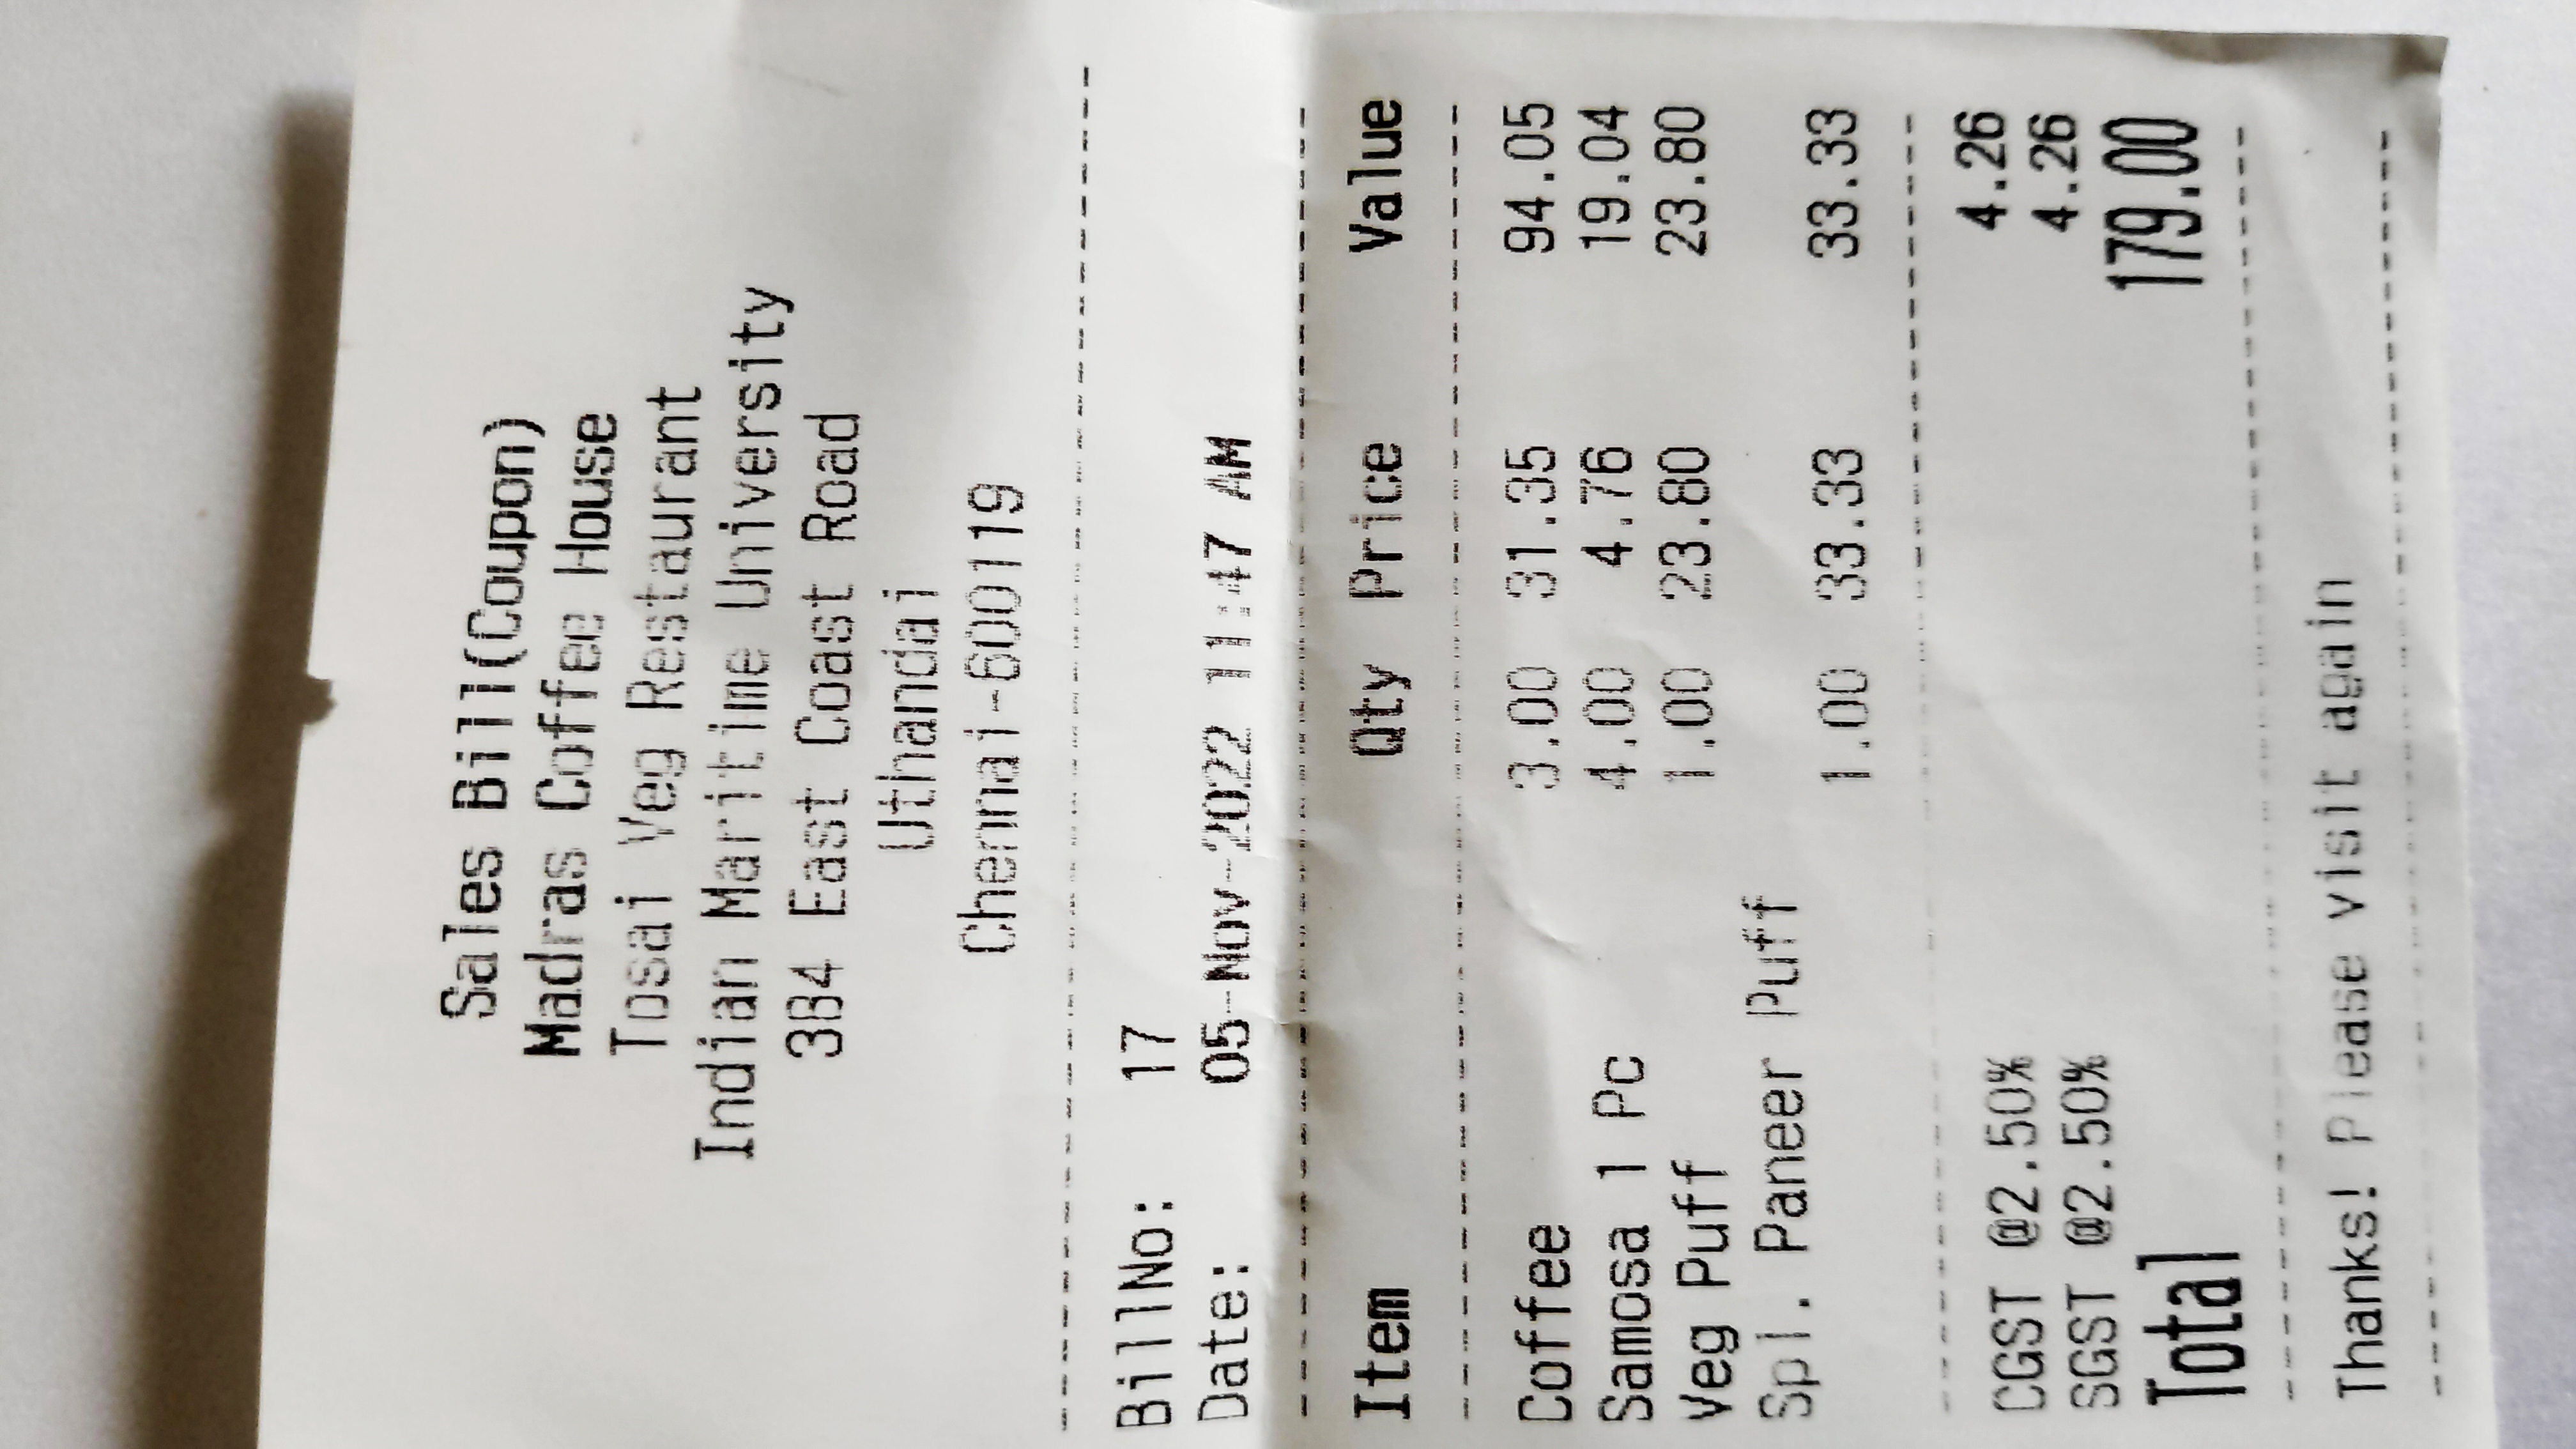 Sales Bill(Coupon)
Madras Coffee House
Tosai Veg Restaurant
Indian Maritime University
384 East Coast Road
Uthandai
Chennai-600119
BillNo: 17
Date: 05-Nov-2022 11:47 AM
Item Qty Price Value
Coffee 3.00 31.35 94.05
Samosa 1 Pc 4.00 4.76 19.04
Veg Puff 1.00 23.80 23.80
Spl. Paneer Puff
1.00 33.33 33.33
CGST @2.50% 4.26
SGST @2.50% 4.26
Total 179.00
Thanks! Please visit again